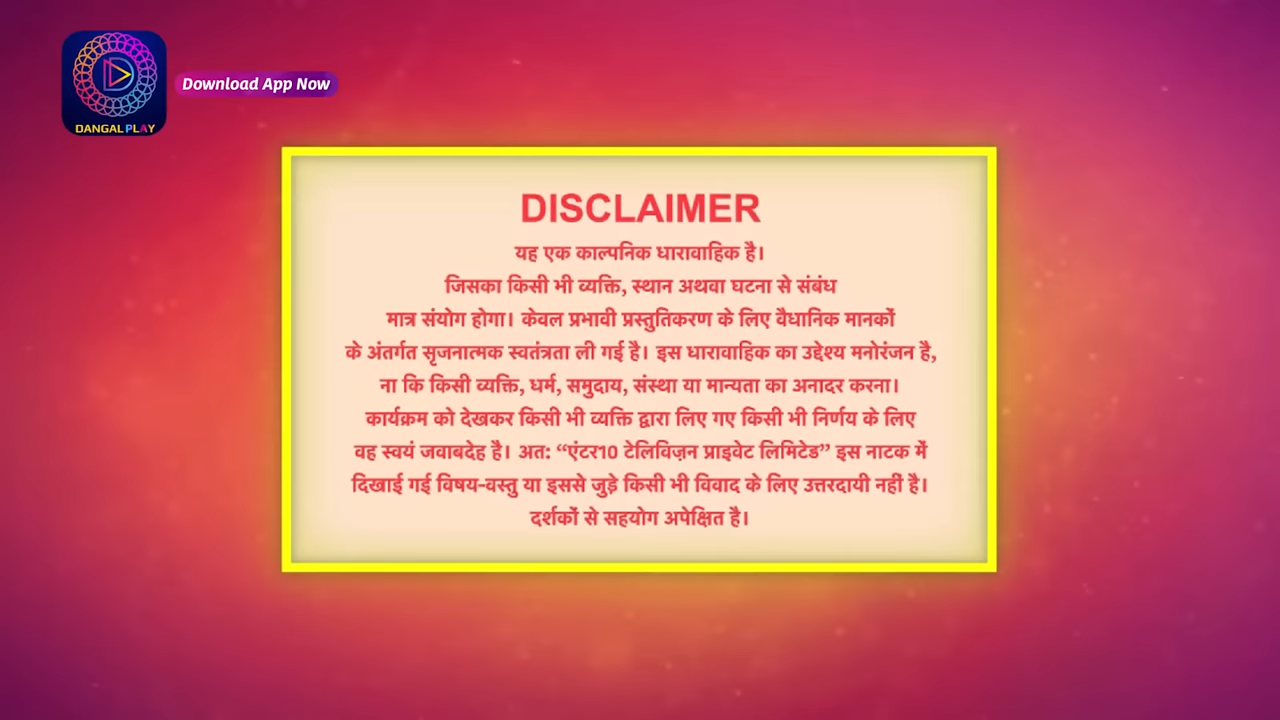 DANGAL PLAY
Download App Now
DISCLAIMER
यह एक काल्पनिक धारावाहिक है।
जिसका किसी भी व्यक्ति, स्थान अथवा घटना से संबंध
मात्र संयोग होगा। केवल प्रभावी प्रस्तुतिकरण के लिए वैधानिक मानकों
के अंतर्गत सृजनात्मक स्वतंत्रता ली गई है। इस धारावाहिक का उद्देश्य मनोरंजन है,
ना कि किसी व्यक्ति, धर्म, समुदाय, संस्था या मान्यता का अनादर करना।
कार्यक्रम को देखकर किसी भी व्यक्ति द्वारा लिए गए किसी भी निर्णय के लिए
वह स्वयं जवाबदेह है। अत: “एंटर10 टेलिविज़न प्राइवेट लिमिटेड” इस नाटक में
दिखाई गई विषय-वस्तु या इससे जुड़े किसी भी विवाद के लिए उत्तरदायी नहीं है।
दर्शकों से सहयोग अपेक्षित है।